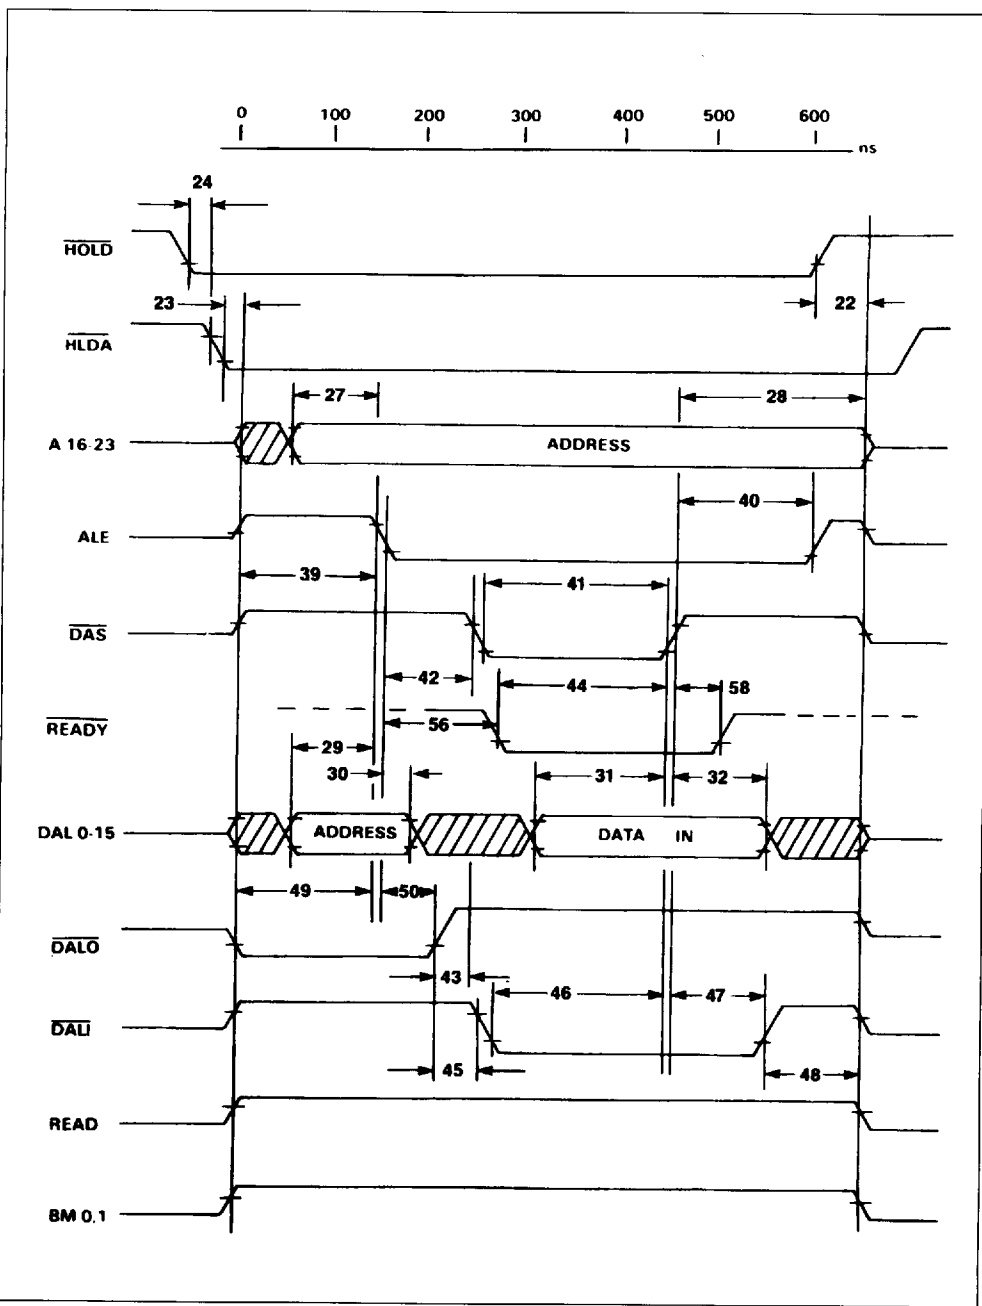 0 100 200 300 400 500 600
ns
24
HOLD
23
22
HLDA
27
28
A 16-23
ADDRESS
40
ALE
39
41
DAS
42
44
58
READY
56
29
30
31
32
DAL 0-15
ADDRESS
DATA IN
49
50
DALO
43
46
47
DALI
45
48
READ
BM 0,1